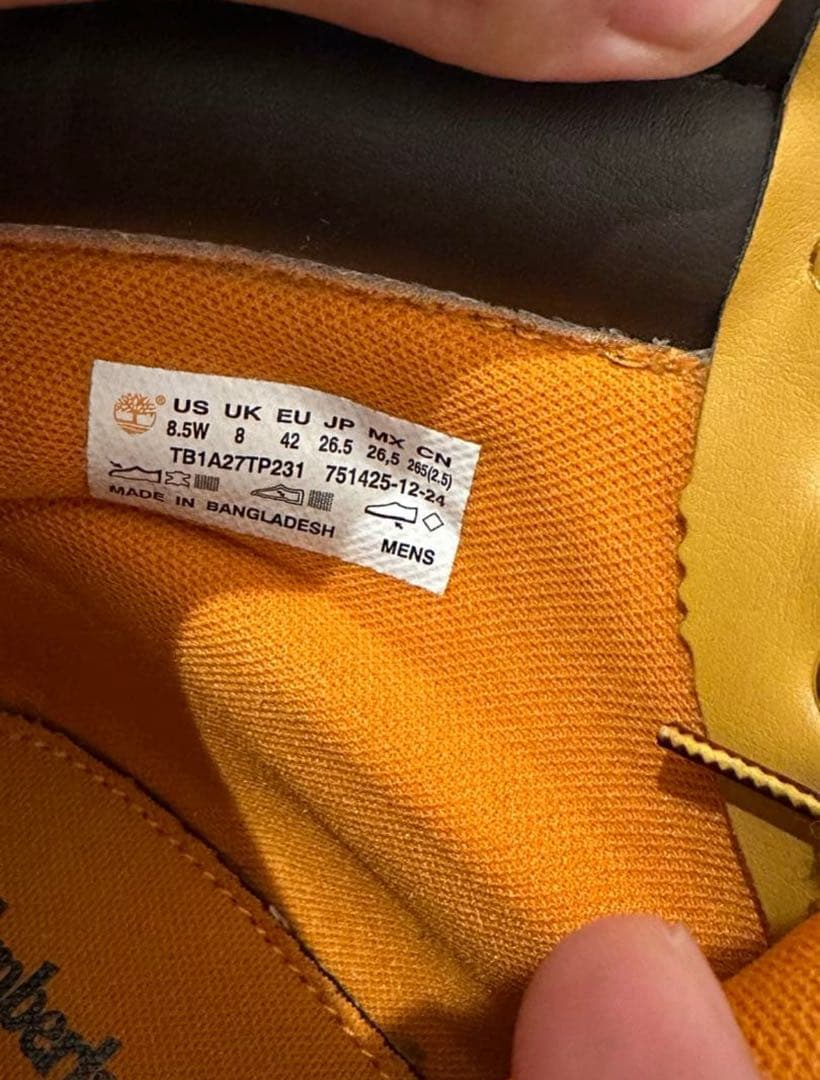 ® US UK EU JP MX CN
8.5W 8 42 26.5 26,5 265(2.5)
TB1A27TP231 751425-12-24
MADE IN BANGLADESH
MENS